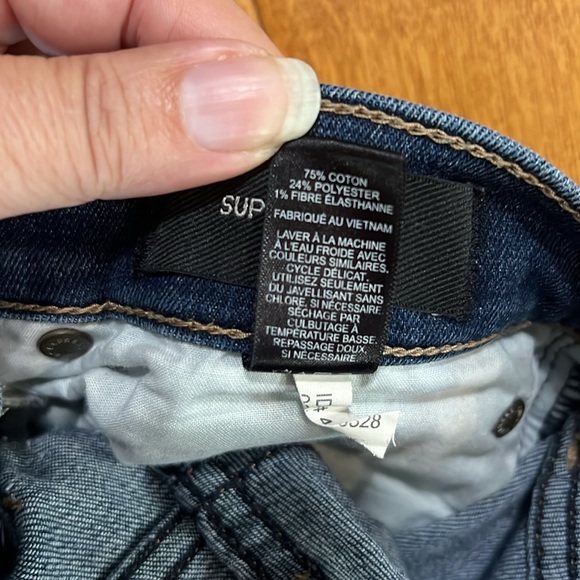 75% COTON
24% POLYESTER
1% FIBRE ÉLASTHANNE
FABRIQUÉ AU VIETNAM
LAVER À LA MACHINE
À L'EAU FROIDE AVEC
COULEURS SIMILAIRES.
CYCLE DÉLICAT.
UTILISEZ SEULEMENT
DU JAVELLISANT SANS
CHLORE, SI NÉCESSAIRE
SÉCHAGE PAR
CULBUTAGE À
TEMPÉRATURE BASSE.
REPASSAGE DOUX,
SI NÉCESSAIRE.
SUP
ID#